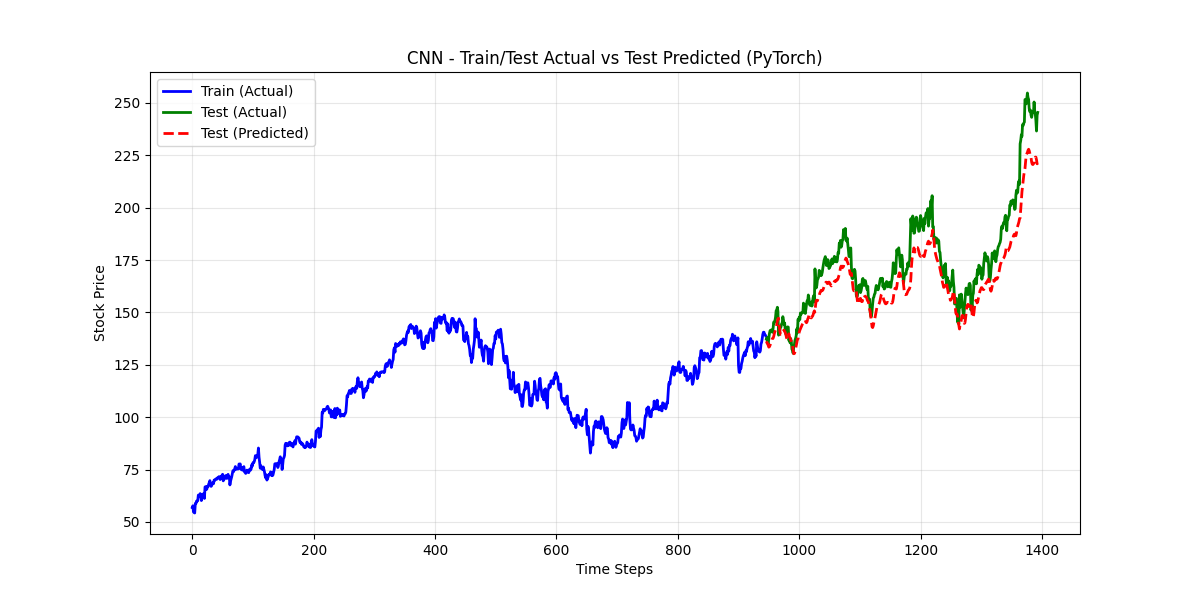 CNN - Train/Test Actual vs Test Predicted (PyTorch)
Train (Actual)
Test (Actual)
Test (Predicted)
Stock Price
250
225
200
175
150
125
100
75
50
0 200 400 600 800 1000 1200 1400
Time Steps